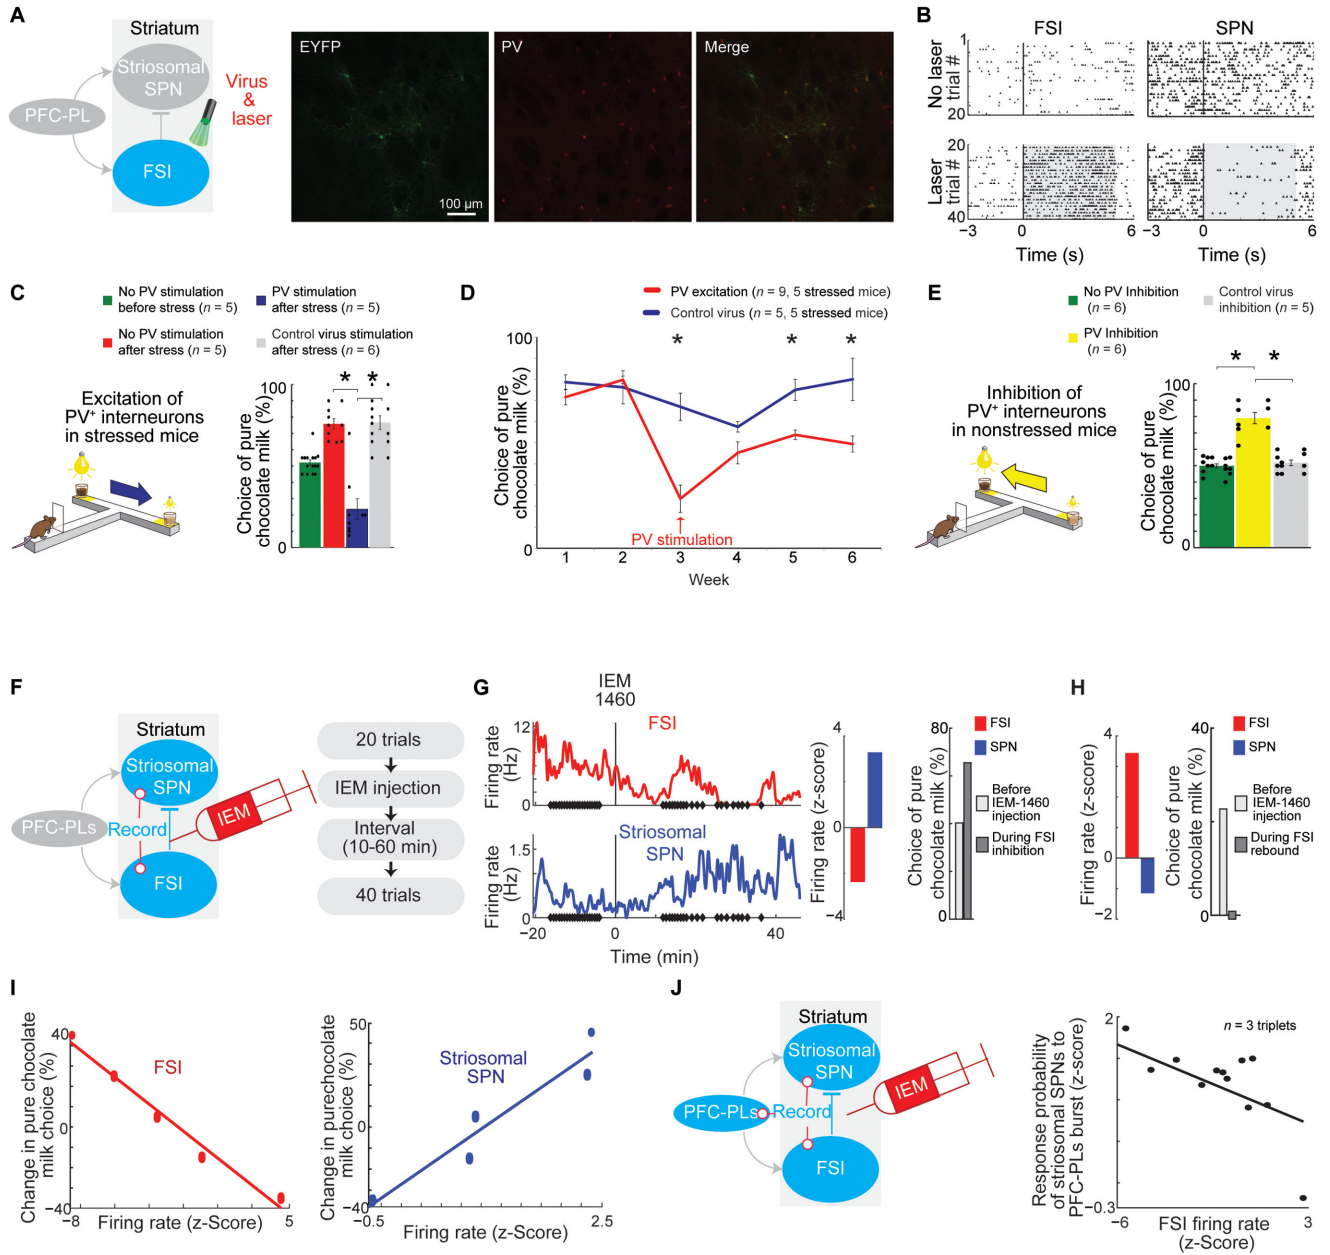 A
Striatum
Striosomal
SPN
PFC-PL
FSI
Virus
&
laser
EYFP
100 µm
PV
Merge
B
FSI
SPN
No laser
trial #
1
20
Laser
trial #
20
40
−3
0
6
−3
0
6
Time (s)
Time (s)
C
No PV stimulation
before stress (n = 5)
PV stimulation
after stress (n = 5)
No PV stimulation
after stress (n = 5)
Control virus stimulation
after stress (n = 6)
Excitation of
PV+ interneurons
in stressed mice
Choice of pure
chocolate milk (%)
100
0
* *
D
PV excitation (n = 9, 5 stressed mice)
Control virus (n = 5, 5 stressed mice)
Choice of pure
chocolate milk (%)
100
0
* * *
PV stimulation
1 2 3 4 5 6
Week
E
No PV Inhibition
(n = 6)
Control virus
inhibition (n = 5)
PV Inhibition
(n = 6)
Inhibition of
PV+ interneurons
in nonstressed mice
Choice of pure
chocolate milk (%)
100
0
* *
F
Striatum
Striosomal
SPN
PFC-PLs
Record
FSI
IEM
20 trials
IEM injection
Interval
(10-60 min)
40 trials
G
IEM
1460
FSI
Firing rate
(Hz)
12
0
Striosomal
SPN
Firing rate
(Hz)
1.5
0
−20
0
40
Time (min)
Firing rate (z-score)
4
0
−4
Choice of pure
chocolate milk (%)
80
0
FSI
SPN
Before
IEM-1460
injection
During FSI
inhibition
H
Firing rate (z-score)
4
0
−2
Choice of pure
chocolate milk (%)
40
0
FSI
SPN
Before
IEM-1460
injection
During FSI
rebound
I
Change in pure chocolate
milk choice (%)
40
0
−40
FSI
−8
5
Firing rate (z-Score)
Change in purechocolate
milk choice (%)
50
0
−40
Striosomal
SPN
−0.5
2.5
Firing rate (z-Score)
J
Striatum
Striosomal
SPN
PFC-PLs
Record
FSI
IEM
Response probability
of striosomal SPNs to
PFC-PLs burst (z-score)
2
−0.3
n = 3 triplets
−6
3
FSI firing rate
(z-Score)